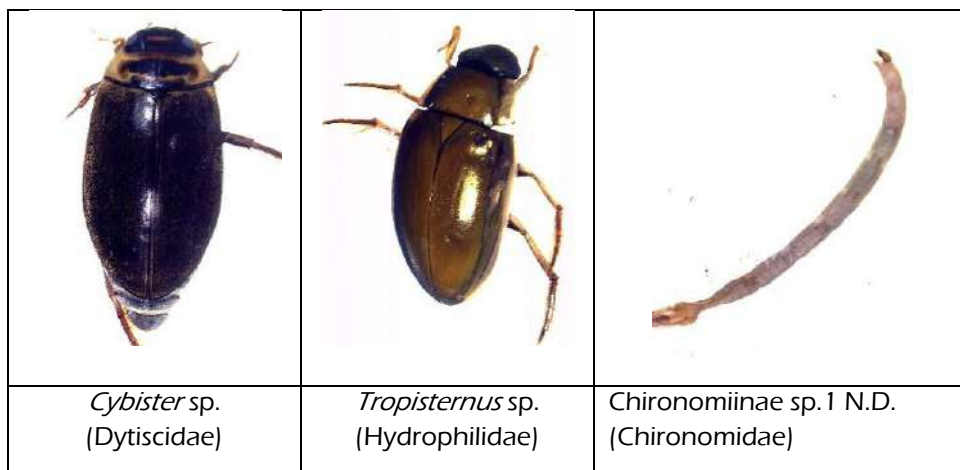 Cybister sp.
(Dytiscidae)
Tropisternus sp.
(Hydrophilidae)
Chironomiinae sp.1 N.D.
(Chironomidae)